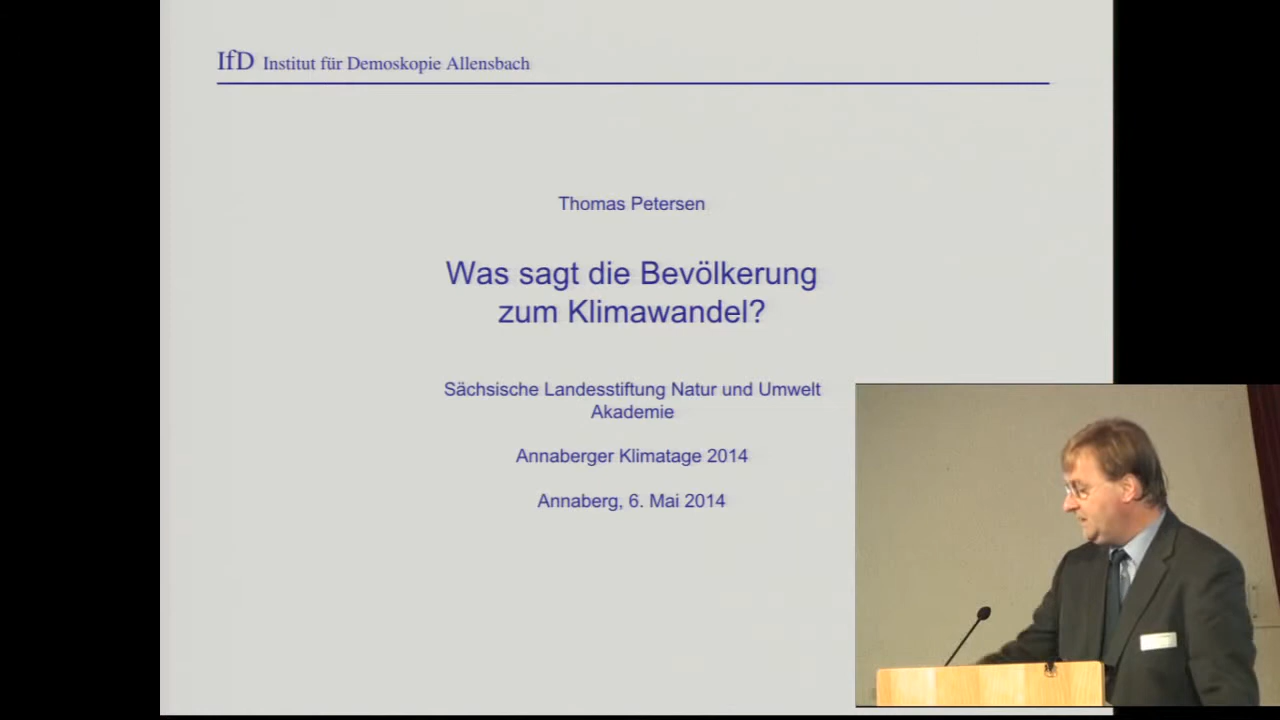 IfD Institut für Demoskopie Allensbach
Thomas Petersen
Was sagt die Bevölkerung
zum Klimawandel?
Sächsische Landesstiftung Natur und Umwelt
Akademie
Annaberger Klimatage 2014
Annaberg, 6. Mai 2014